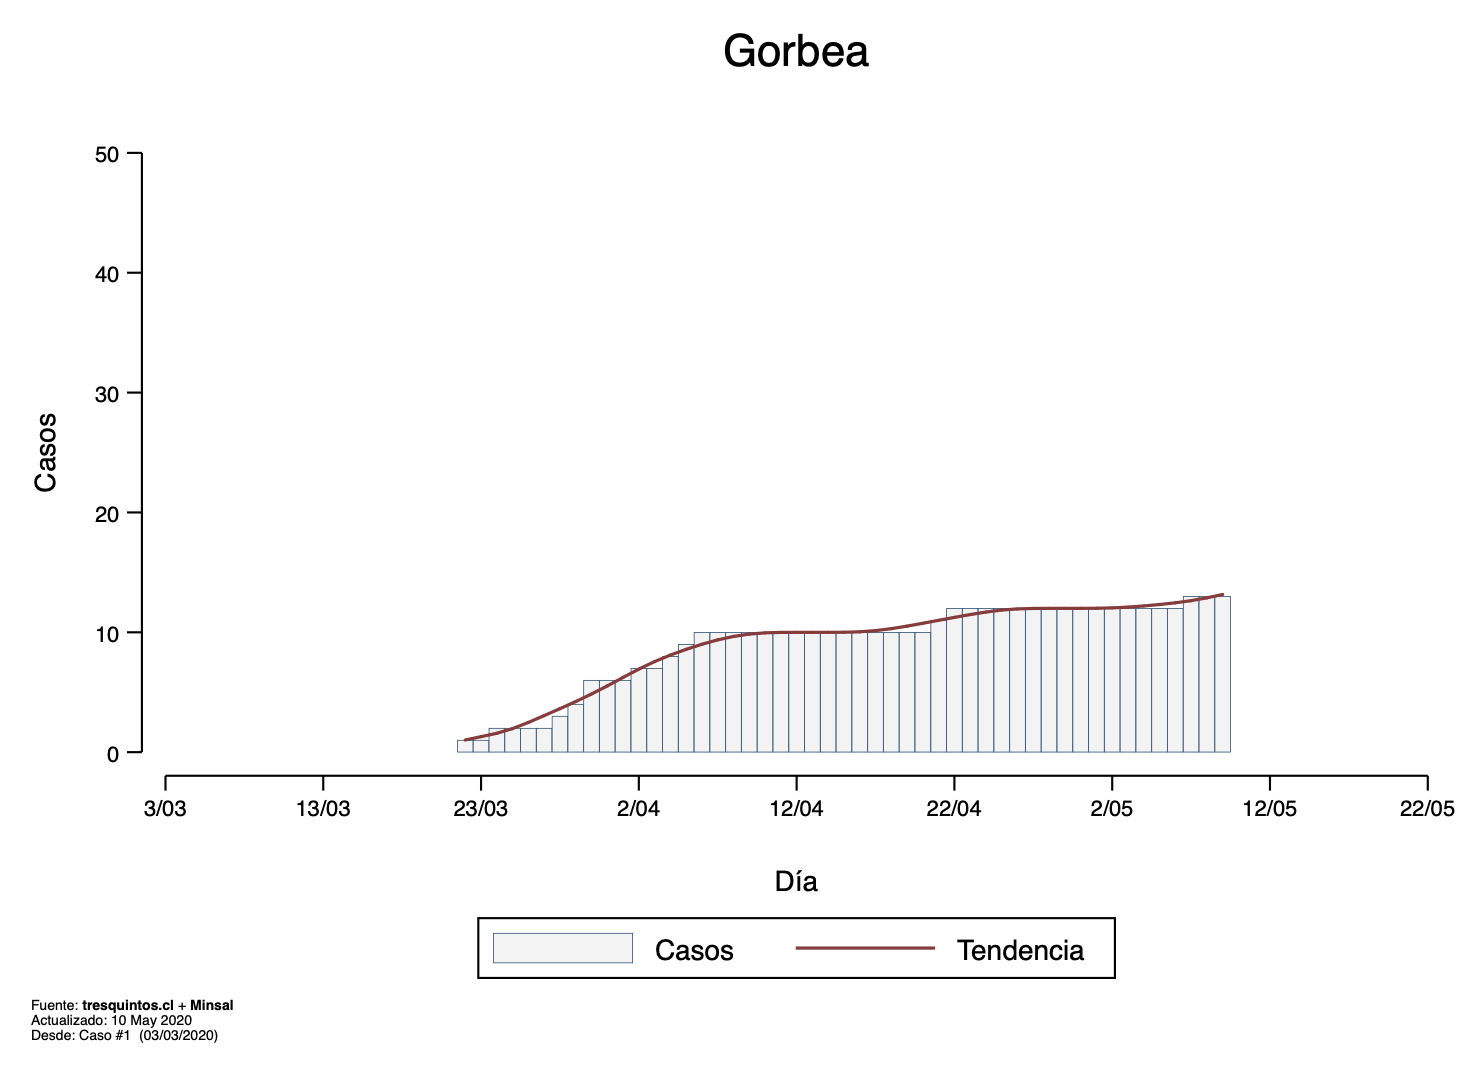 Gorbea
50
40
30
20
10
0
Casos
3/03 13/03 23/03 2/04 12/04 22/04 2/05 12/05 22/05
Día
Casos Tendencia
Fuente: tresquintos.cl + Minsal
Actualizado: 10 May 2020
Desde: Caso #1 (03/03/2020)